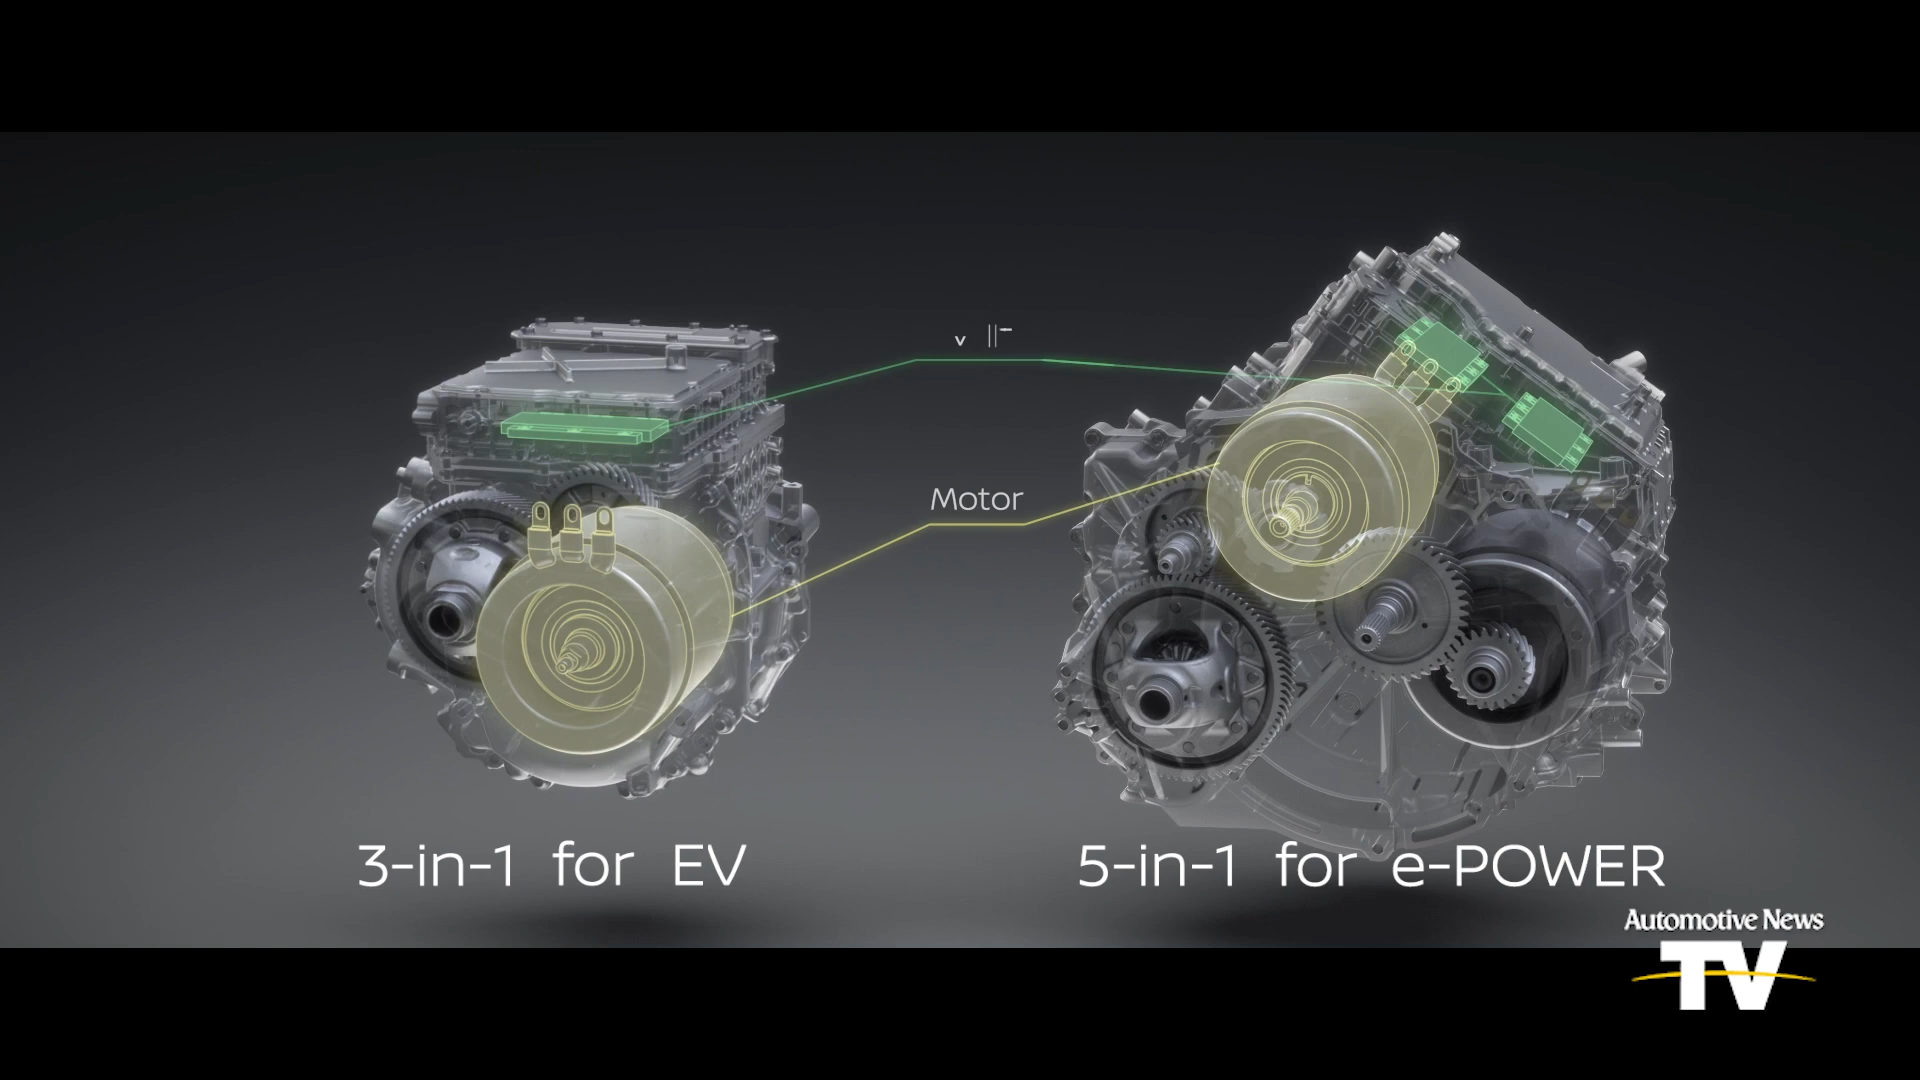 Motor
3-in-1 for EV
5-in-1 for e-POWER
Automotive News
TV